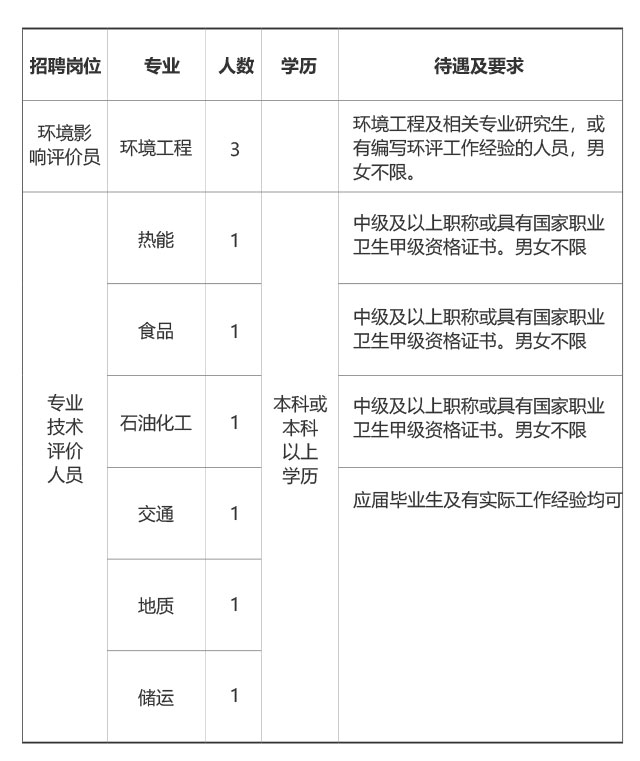 招聘岗位 专业 人数 学历 待遇及要求
环境影
响评价员
环境工程
3
环境工程及相关专业研究生，或
有编写环评工作经验的人员，男
女不限。
专业
技术
评价
人员
热能
1
本科或
本科
以上
学历
中级及以上职称或具有国家职业
卫生甲级资格证书。男女不限
食品
1
中级及以上职称或具有国家职业
卫生甲级资格证书。男女不限
石油化工
1
中级及以上职称或具有国家职业
卫生甲级资格证书。男女不限
交通
1
应届毕业生及有实际工作经验均可
地质
1
储运
1